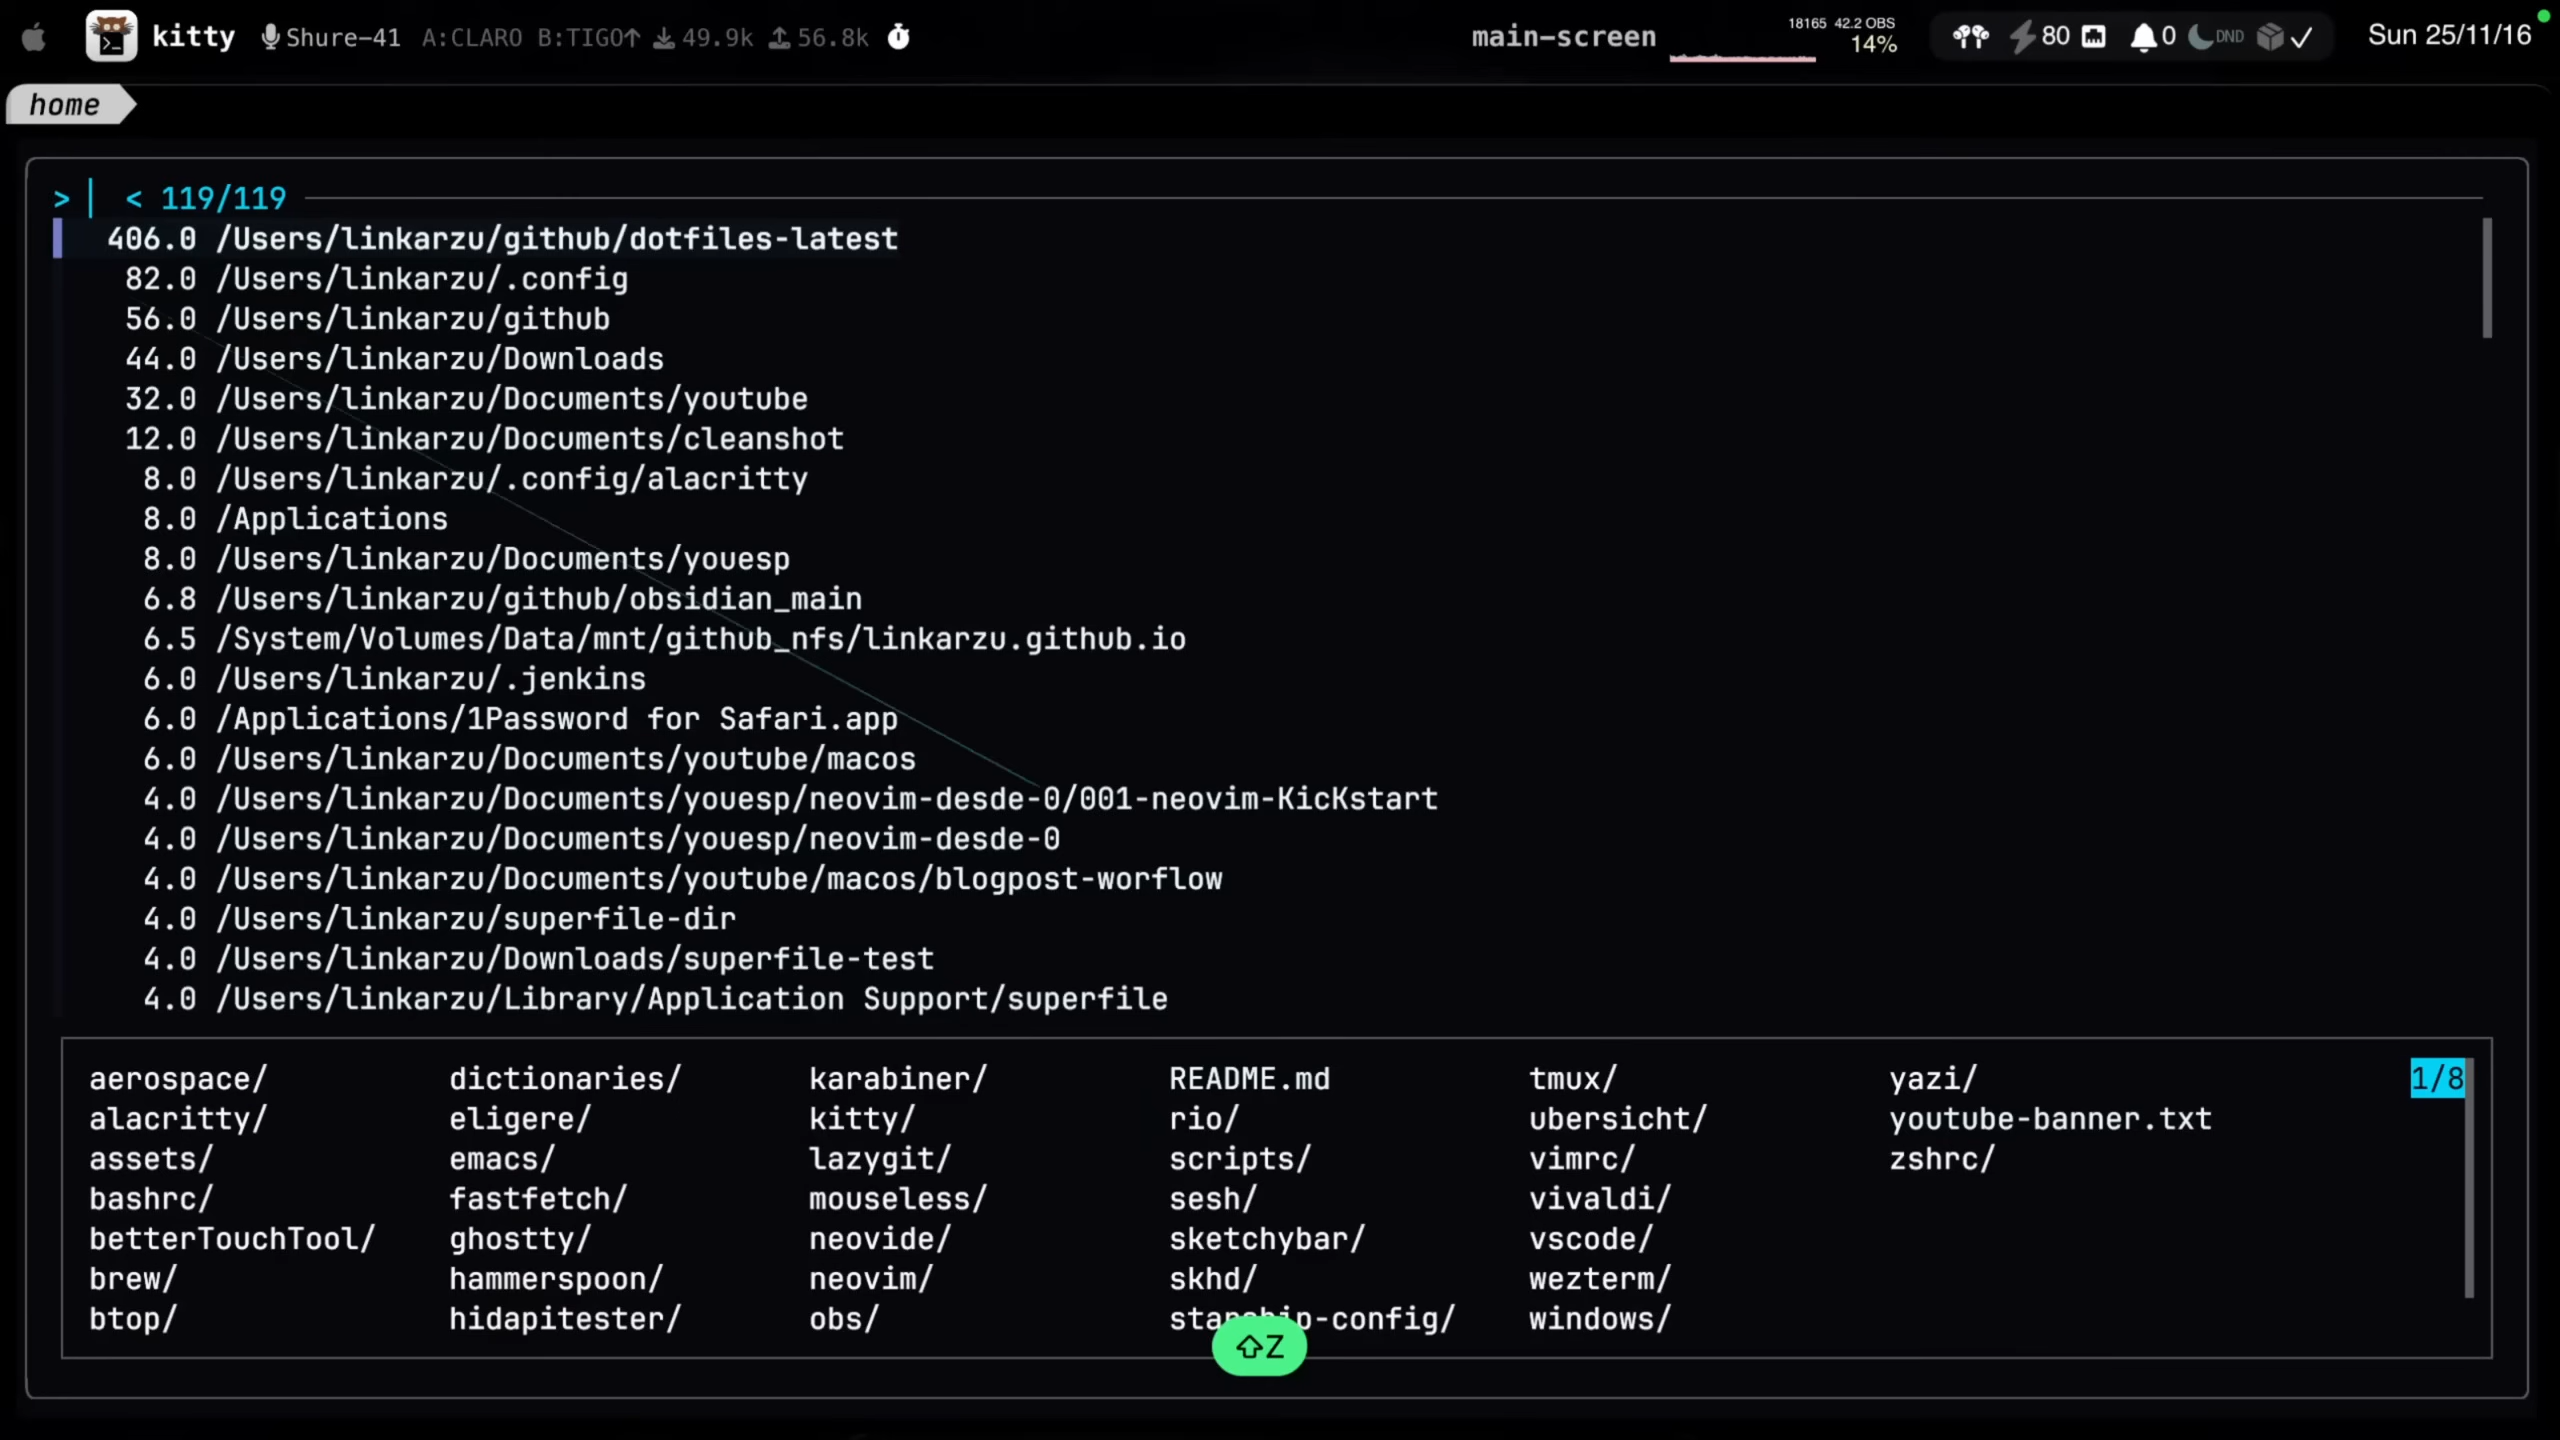 kitty Shure-41 A:CLARO B:TIGO↑ 49.9k 56.8k main-screen 18165 42.2 OBS 14% 80 0 DND Sun 25/11/16
home
> < 119/119
406.0 /Users/linkarzu/github/dotfiles-latest
82.0 /Users/linkarzu/.config
56.0 /Users/linkarzu/github
44.0 /Users/linkarzu/Downloads
32.0 /Users/linkarzu/Documents/youtube
12.0 /Users/linkarzu/Documents/cleanshot
8.0 /Users/linkarzu/.config/alacritty
8.0 /Applications
8.0 /Users/linkarzu/Documents/youesp
6.8 /Users/linkarzu/github/obsidian_main
6.5 /System/Volumes/Data/mnt/github_nfs/linkarzu.github.io
6.0 /Users/linkarzu/.jenkins
6.0 /Applications/1Password for Safari.app
6.0 /Users/linkarzu/Documents/youtube/macos
4.0 /Users/linkarzu/Documents/youesp/neovim-desde-0/001-neovim-KicKstart
4.0 /Users/linkarzu/Documents/youesp/neovim-desde-0
4.0 /Users/linkarzu/Documents/youtube/macos/blogpost-worflow
4.0 /Users/linkarzu/superfile-dir
4.0 /Users/linkarzu/Downloads/superfile-test
4.0 /Users/linkarzu/Library/Application Support/superfile
aerospace/ dictionaries/ karabiner/ README.md tmux/ yazi/ 1/8
alacritty/ eligere/ kitty/ rio/ ubersicht/ youtube-banner.txt
assets/ emacs/ lazygit/ scripts/ vimrc/ zshrc/
bashrc/ fastfetch/ mouseless/ sesh/ vivaldi/
betterTouchTool/ ghostty/ neovide/ sketchybar/ vscode/
brew/ hammerspoon/ neovim/ skhd/ wezterm/
btop/ hidapitester/ obs/ starship-config/ windows/
⇧Z